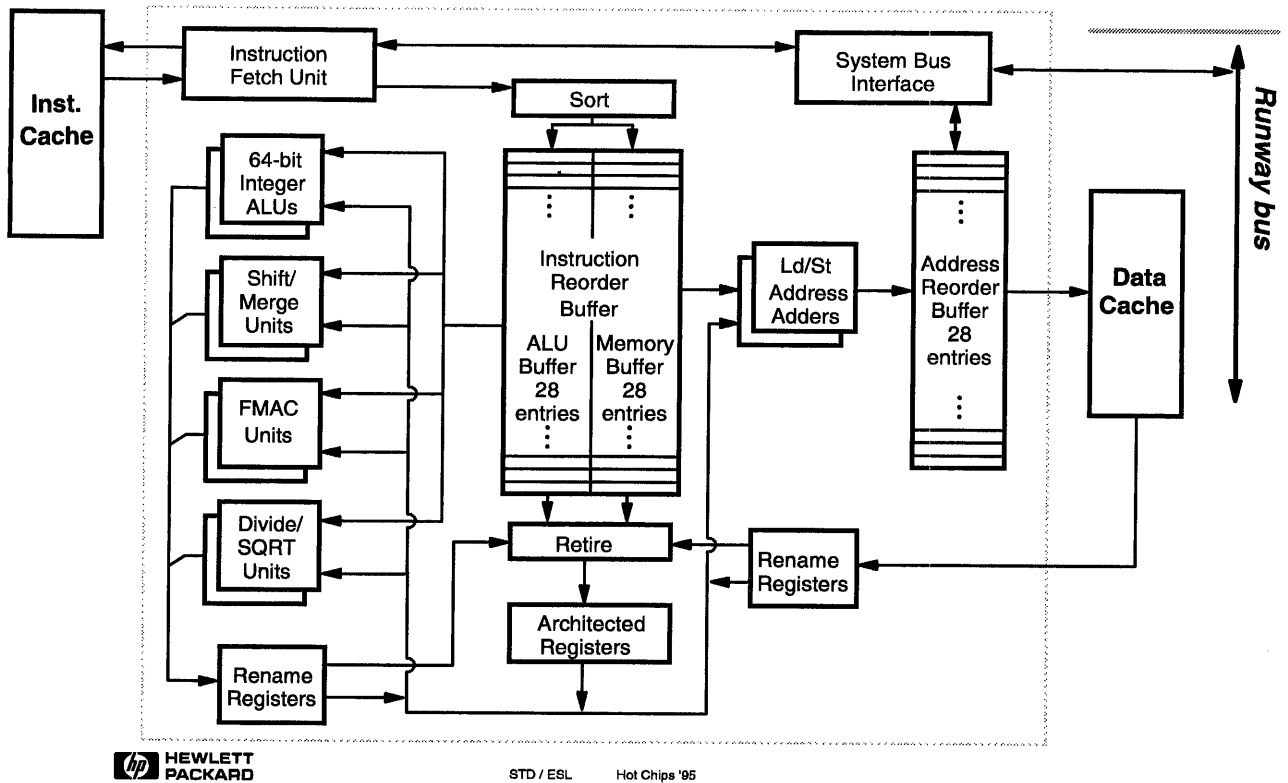 Inst.
Cache
Instruction
Fetch Unit
Sort
System Bus
Interface
Runway bus
64-bit
Integer
ALUs
Shift/
Merge
Units
FMAC
Units
Divide/
SQRT
Units
Rename
Registers
Instruction
Reorder
Buffer
ALU
Buffer
28
entries
Memory
Buffer
28
entries
Retire
Architected
Registers
Ld/St
Address
Adders
Address
Reorder
Buffer
28
entries
Data
Cache
Rename
Registers
hp HEWLETT
PACKARD
STD / ESL Hot Chips '95